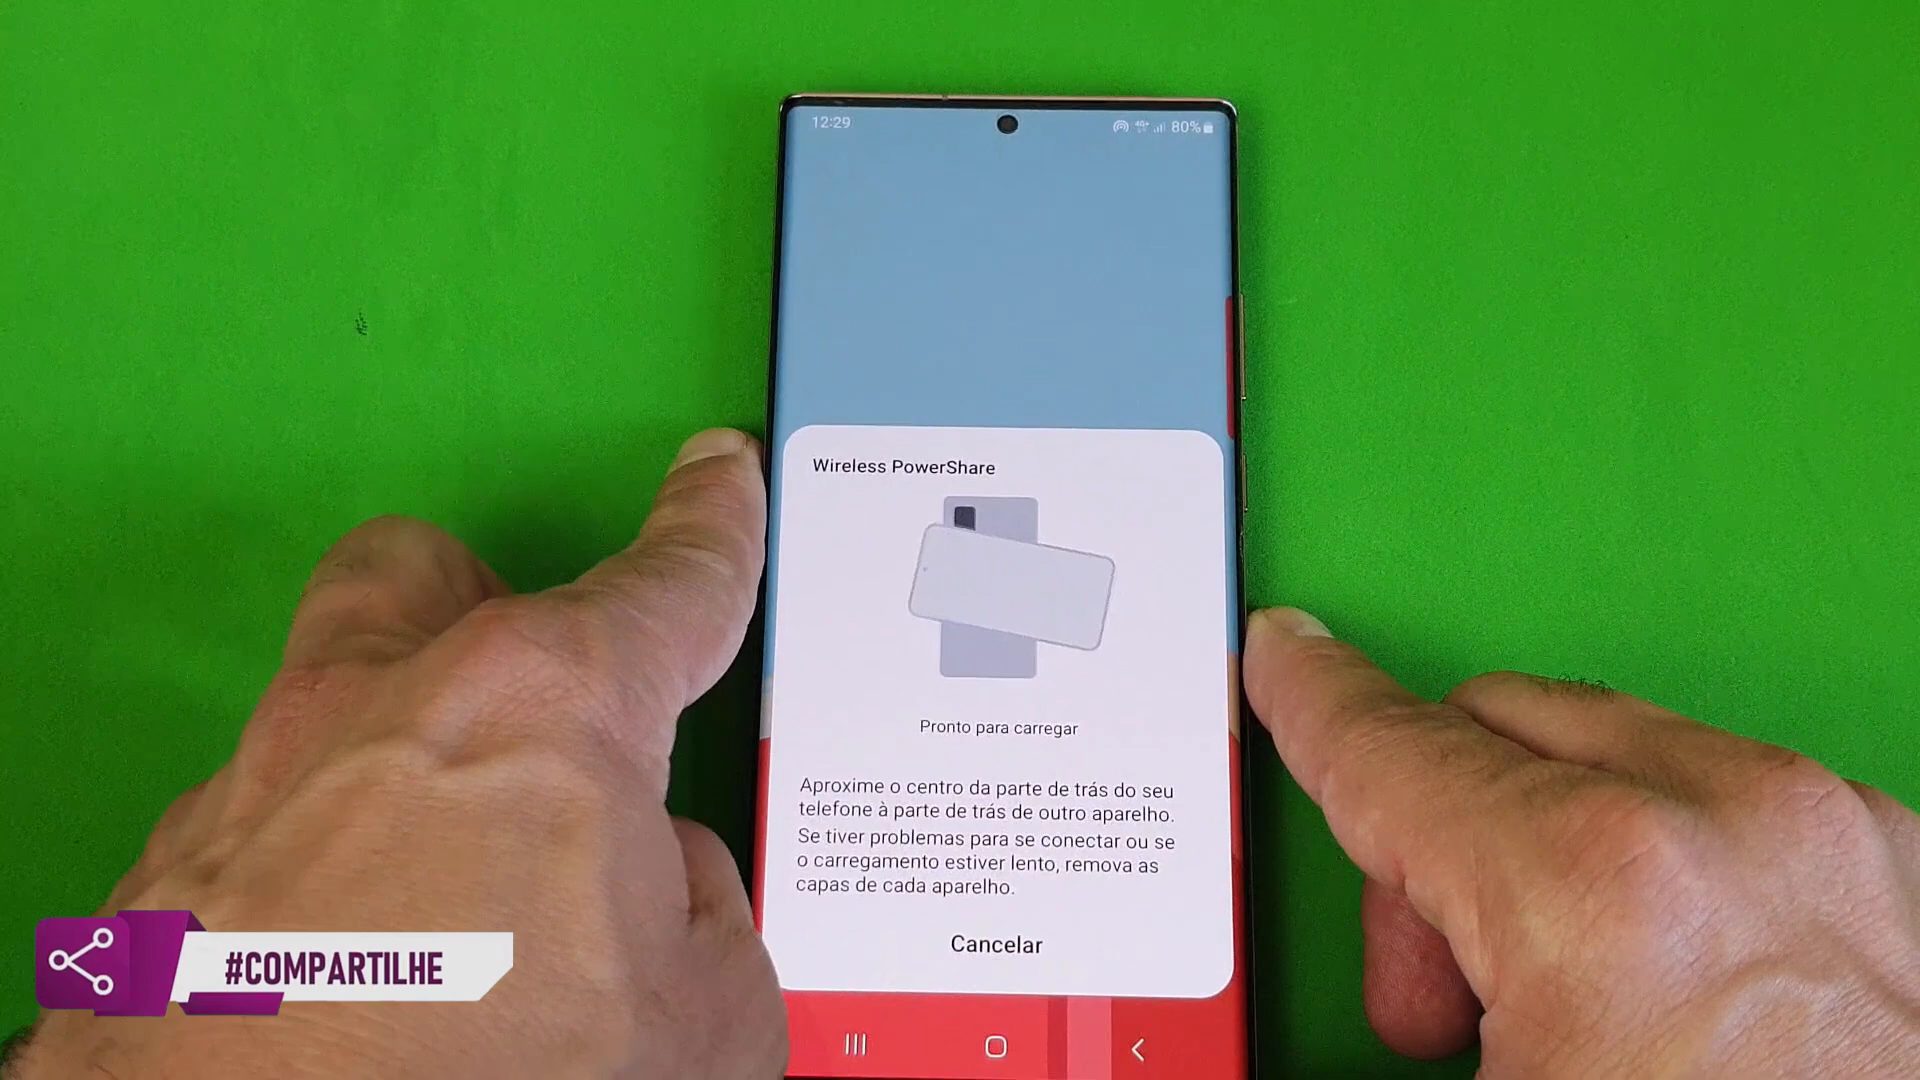 12:29
80%
Wireless PowerShare
Pronto para carregar
Aproxime o centro da parte de trás do seu
telefone à parte de trás de outro aparelho.
Se tiver problemas para se conectar ou se
o carregamento estiver lento, remova as
capas de cada aparelho.
Cancelar
#COMPARTILHE